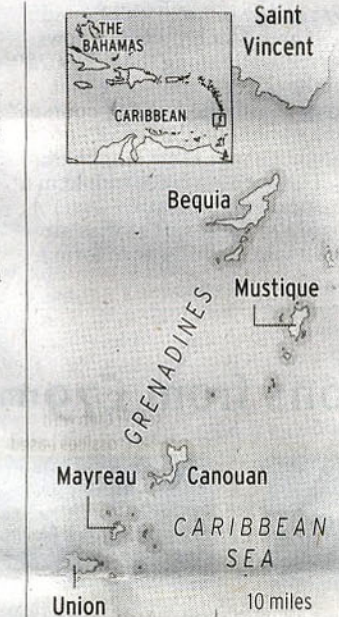 THE
BAHAMAS
CARIBBEAN
Saint
Vincent
Bequia
Mustique
GRENADINES
Mayreau
Canouan
CARIBBEAN
SEA
Union
10 miles